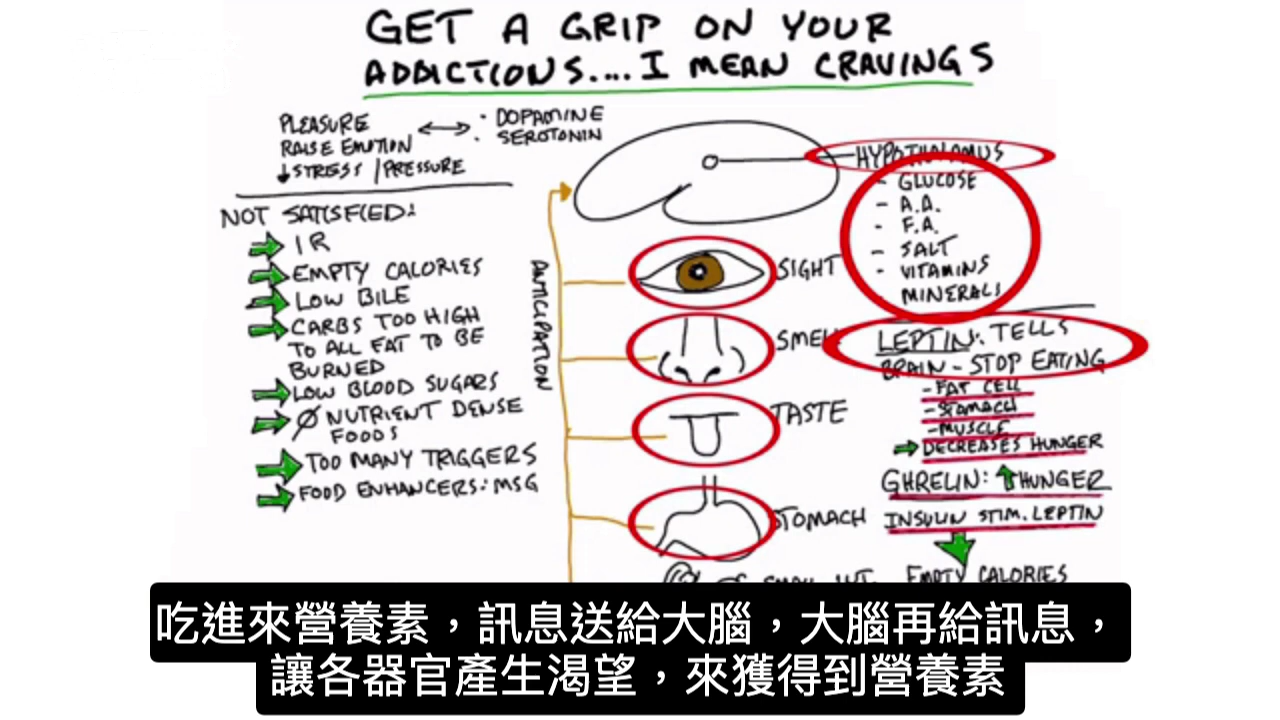 GET A GRIP ON YOUR
ADDICTIONS....I MEAN CRAVINGS
PLEASURE
RAISE EMOTION
↓STRESS / PRESSURE
· DOPAMINE
· SEROTONIN
NOT SATISFIED:
IR
EMPTY CALORIES
LOW BILE
CARBS TOO HIGH
TO ALL FAT TO BE
BURNED
LOW BLOOD SUGARS
Ø NUTRIENT DENSE
FOODS
TOO MANY TRIGGERS
FOOD ENHANCERS: MSG
ANTICIPATION
SIGHT
SMELL
TASTE
STOMACH
HYPOTHALAMUS
- GLUCOSE
- A.A.
- F.A.
- SALT
- VITAMINS
MINERALS
LEPTIN: TELLS
BRAIN - STOP EATING
- FAT CELL
- STOMACH
- MUSCLE
DECREASES HUNGER
GHRELIN: ↑HUNGER
INSULIN STIM. LEPTIN
EMPTY CALORIES
吃進來營養素，訊息送給大腦，大腦再給訊息，
讓各器官產生渴望，來獲得到營養素